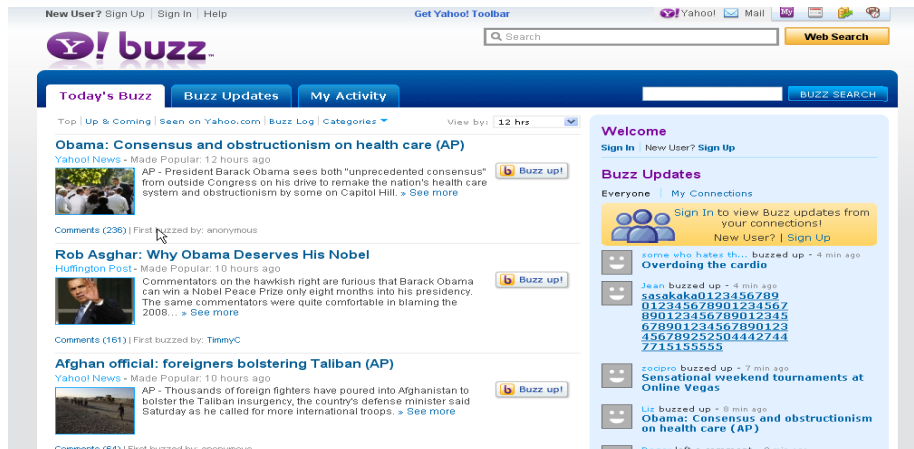 New User? Sign Up | Sign In | Help
Get Yahoo! Toolbar
Yahoo! Mail My
Y! buzz
Search
Web Search
Today's Buzz
Buzz Updates
My Activity
BUZZ SEARCH
Top | Up & Coming | Seen on Yahoo.com | Buzz Log | Categories
View by: 12 hrs
Obama: Consensus and obstructionism on health care (AP)
Yahoo! News - Made Popular: 12 hours ago
AP - President Barack Obama sees both "unprecedented consensus"
from outside Congress on his drive to remake the nation's health care
system and obstructionism by some on Capitol Hill. » See more
b Buzz up!
Comments (236) | First buzzed by: anonymous
Rob Asghar: Why Obama Deserves His Nobel
Huffington Post - Made Popular: 10 hours ago
Commentators on the hawkish right are furious that Barack Obama
can win a Nobel Peace Prize only eight months into his presidency.
The same commentators were quite comfortable in blaming the
2008... » See more
b Buzz up!
Comments (161) | First buzzed by: TimmyC
Afghan official: foreigners bolstering Taliban (AP)
Yahoo! News - Made Popular: 10 hours ago
AP - Thousands of foreign fighters have poured into Afghanistan to
bolster the Taliban insurgency, the country's defense minister said
Saturday as he called for more international troops. » See more
b Buzz up!
Comments (64) | First buzzed by: anonymous
Welcome
Sign In | New User? Sign Up
Buzz Updates
Everyone | My Connections
Sign In to view Buzz updates from
your connections!
New User? | Sign Up
some who hates th... buzzed up - 4 min ago
Overdoing the cardio
Jean buzzed up - 4 min ago
sasakaka0123456789
012345678901234567
890123456789012345
678901234567890123
456789252504442744
7715155555
zocipro buzzed up - 7 min ago
Sensational weekend tournaments at
Online Vegas
Liz buzzed up - 8 min ago
Obama: Consensus and obstructionism
on health care (AP)